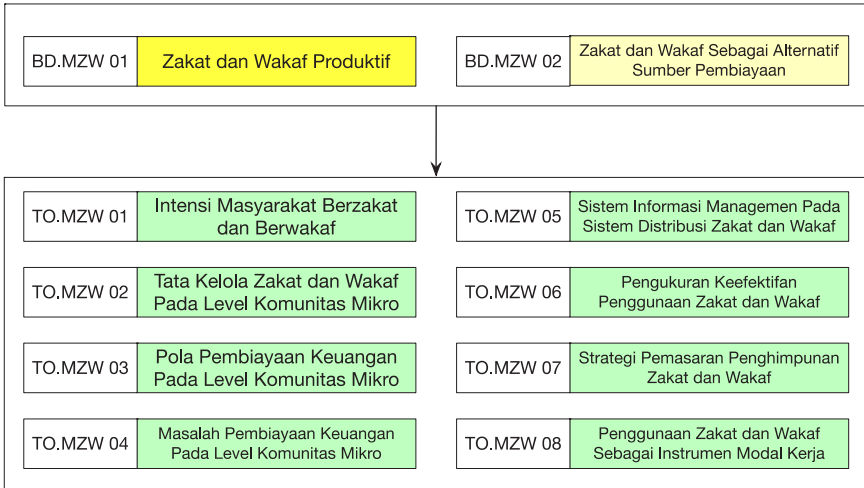 BD.MZW 01
Zakat dan Wakaf Produktif
BD.MZW 02
Zakat dan Wakaf Sebagai Alternatif
Sumber Pembiayaan
TO.MZW 01
Intensi Masyarakat Berzakat
dan Berwakaf
TO.MZW 02
Tata Kelola Zakat dan Wakaf
Pada Level Komunitas Mikro
TO.MZW 03
Pola Pembiayaan Keuangan
Pada Level Komunitas Mikro
TO.MZW 04
Masalah Pembiayaan Keuangan
Pada Level Komunitas Mikro
TO.MZW 05
Sistem Informasi Managemen Pada
Sistem Distribusi Zakat dan Wakaf
TO.MZW 06
Pengukuran Keefektifan
Penggunaan Zakat dan Wakaf
TO.MZW 07
Strategi Pemasaran Penghimpunan
Zakat dan Wakaf
TO.MZW 08
Penggunaan Zakat dan Wakaf
Sebagai Instrumen Modal Kerja